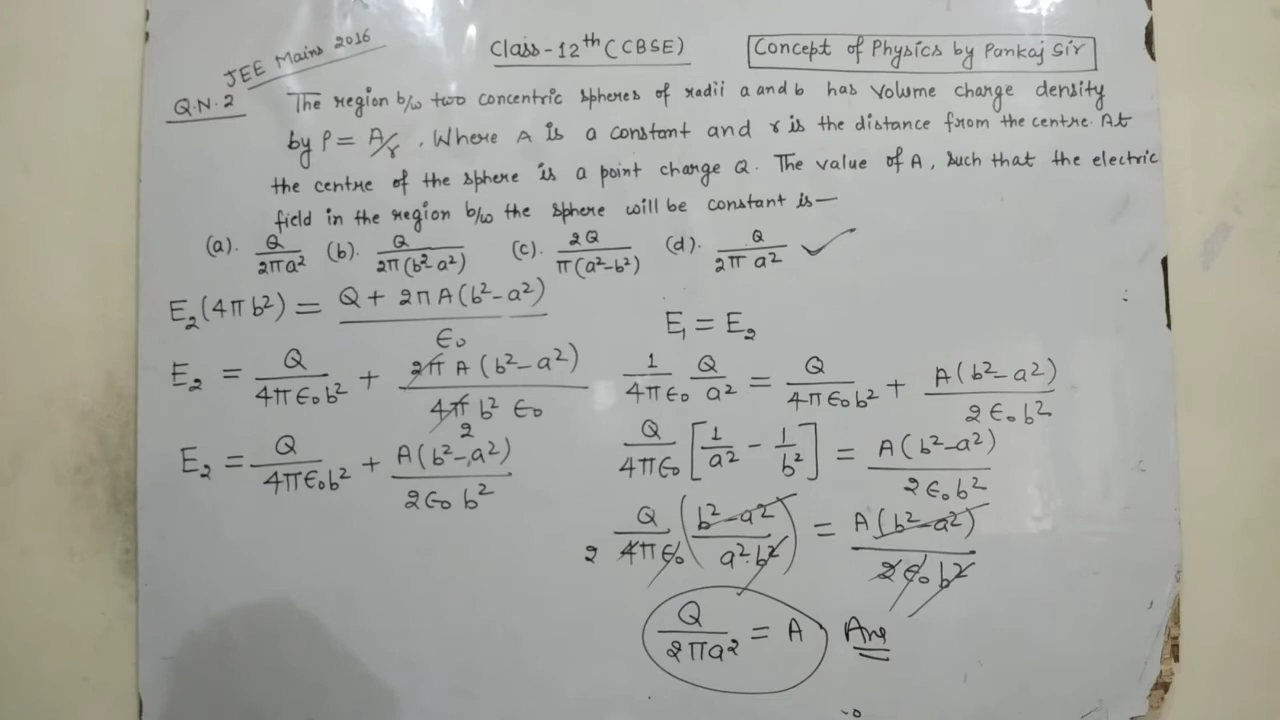 JEE Mains 2016
Class-12th (CBSE)
Concept of Physics by Pankaj Sir
Q.N.2 The region b/w two concentric spheres of radii a and b has volume charge density
by ρ = A/r, Where A is a constant and r is the distance from the centre. At
the centre of the sphere is a point charge Q. The value of A, such that the electric
field in the region b/w the sphere will be constant is—
(a). Q/2πa² (b). Q/2π(b²-a²) (c). 2Q/π(a²-b²) (d). Q/2πa² ✓
E₂(4πb²) = Q + 2πA(b²-a²)/ϵ₀
E₂ = Q/4πϵ₀b² + 2πA(b²-a²)/4πb²ϵ₀
2
E₂ = Q/4πϵ₀b² + A(b²-a²)/2ϵ₀b²
E₁ = E₂
1/4πϵ₀ Q/a² = Q/4πϵ₀b² + A(b²-a²)/2ϵ₀b²
Q/4πϵ₀ [1/a² - 1/b²] = A(b²-a²)/2ϵ₀b²
2 Q/4πϵ₀ (b²-a²/a².b²) = A(b²-a²)/2ϵ₀b²
Q/2πa² = A Ans